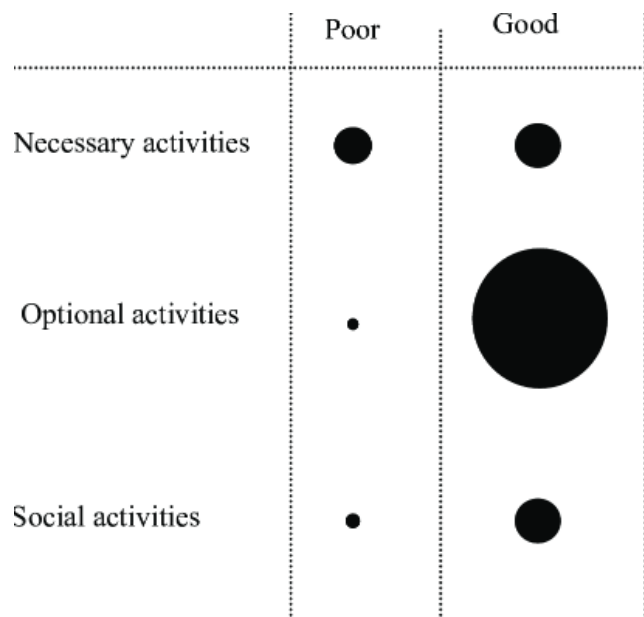 Poor Good
Necessary activities
Optional activities
Social activities